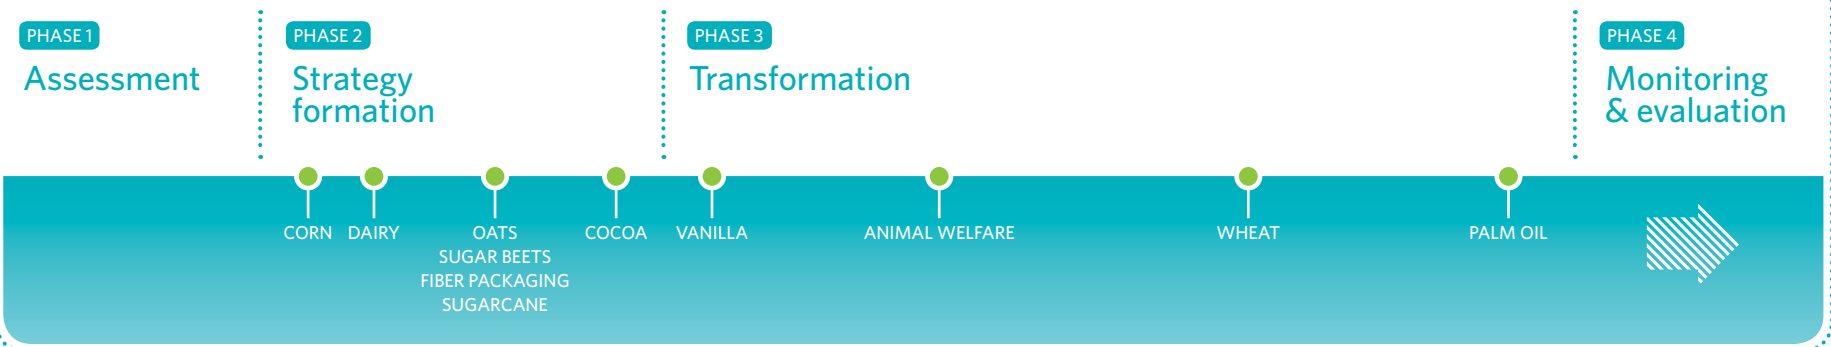 PHASE 1
Assessment
PHASE 2
Strategy
formation
PHASE 3
Transformation
PHASE 4
Monitoring
& evaluation
CORN
DAIRY
OATS
SUGAR BEETS
FIBER PACKAGING
SUGARCANE
COCOA
VANILLA
ANIMAL WELFARE
WHEAT
PALM OIL